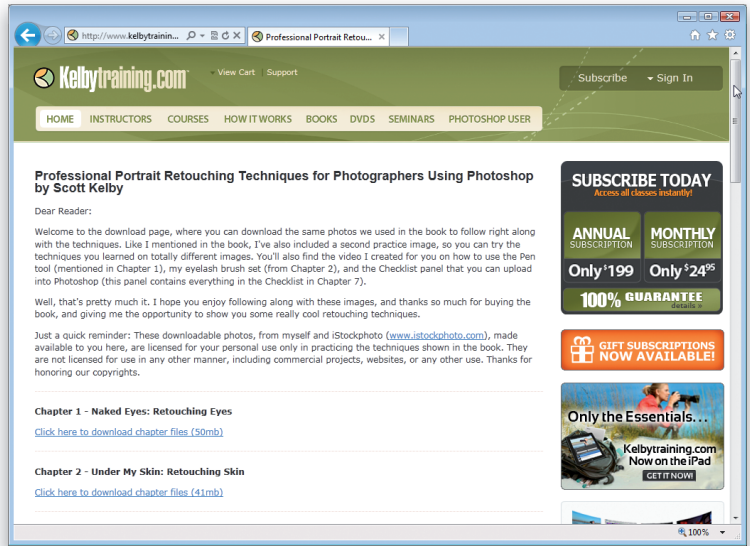 http://www.kelbytrainin...
Professional Portrait Retou...
Kelbytraining.com
View Cart | Support
Subscribe
Sign In
HOME INSTRUCTORS COURSES HOW IT WORKS BOOKS DVDS SEMINARS PHOTOSHOP USER
Professional Portrait Retouching Techniques for Photographers Using Photoshop
by Scott Kelby
Dear Reader:
Welcome to the download page, where you can download the same photos we used in the book to follow right along
with the techniques. Like I mentioned in the book, I've also included a second practice image, so you can try the
techniques you learned on totally different images. You'll also find the video I created for you on how to use the Pen
tool (mentioned in Chapter 1), my eyelash brush set (from Chapter 2), and the Checklist panel that you can upload
into Photoshop (this panel contains everything in the Checklist in Chapter 7).
Well, that's pretty much it. I hope you enjoy following along with these images, and thanks so much for buying the
book, and giving me the opportunity to show you some really cool retouching techniques.
Just a quick reminder: These downloadable photos, from myself and iStockphoto (www.istockphoto.com), made
available to you here, are licensed for your personal use only in practicing the techniques shown in the book. They
are not licensed for use in any other manner, including commercial projects, websites, or any other use. Thanks for
honoring our copyrights.
Chapter 1 - Naked Eyes: Retouching Eyes
Click here to download chapter files (50mb)
Chapter 2 - Under My Skin: Retouching Skin
Click here to download chapter files (41mb)
SUBSCRIBE TODAY
Access all classes instantly!
ANNUAL
SUBSCRIPTION
Only $199
MONTHLY
SUBSCRIPTION
Only $24.95
100% GUARANTEE
details »
GIFT SUBSCRIPTIONS
NOW AVAILABLE!
Only the Essentials...
Kelbytraining.com
Now on the iPad
GET IT NOW!
100%